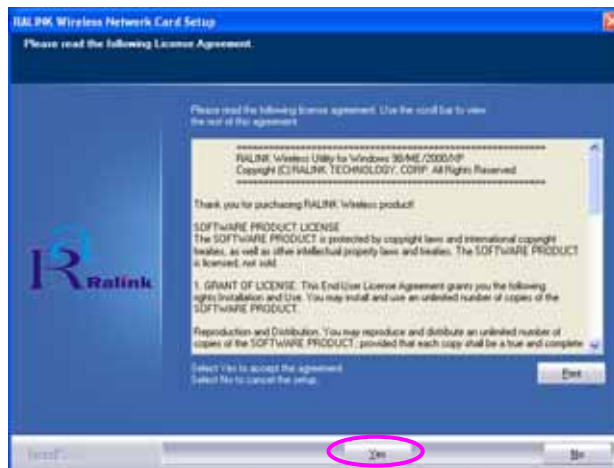 RALINK Wireless Network Card Setup
Please read the following License Agreement.
Please read the following license agreement. Use the scroll bar to view
the rest of this agreement.
================================================
RALINK Wireless Utility for Windows 98/ME/2000/XP
Copyright (C) RALINK TECHNOLOGY, CORP. All Rights Reserved.
================================================
Thank you for purchasing RALINK Wireless product!
SOFTWARE PRODUCT LICENSE
The SOFTWARE PRODUCT is protected by copyright laws and international copyright
treaties, as well as other intellectual property laws and treaties. The SOFTWARE PRODUCT
is licensed, not sold.
1. GRANT OF LICENSE. This End User License Agreement grants you the following
rights Installation and Use. You may install and use an unlimited number of copies of the
SOFTWARE PRODUCT.
Reproduction and Distribution. You may reproduce and distribute an unlimited number of
copies of the SOFTWARE PRODUCT; provided that each copy shall be a true and complete
Ralink
Select Yes to accept the agreement.
Select No to cancel the setup.
Print
Yes
No